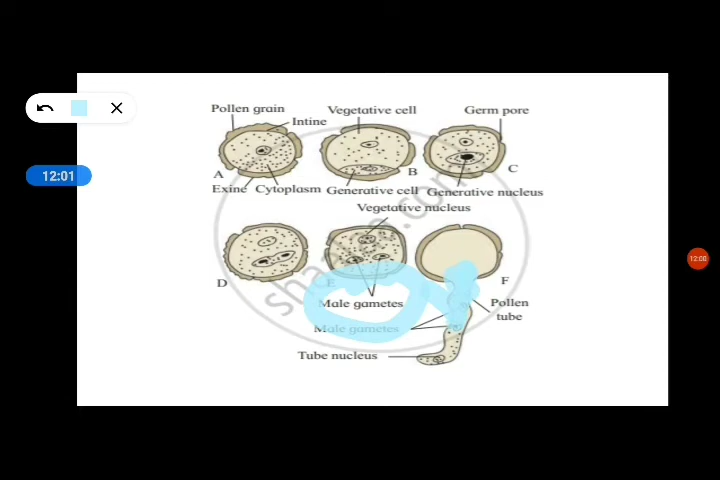 Pollen grain
Vegetative cell
Germ pore
Intine
A
B
C
Exine
Cytoplasm
Generative cell
Generative nucleus
Vegetative nucleus
D
E
F
Male gametes
Pollen
tube
Male gametes
Tube nucleus
12:01
12:00